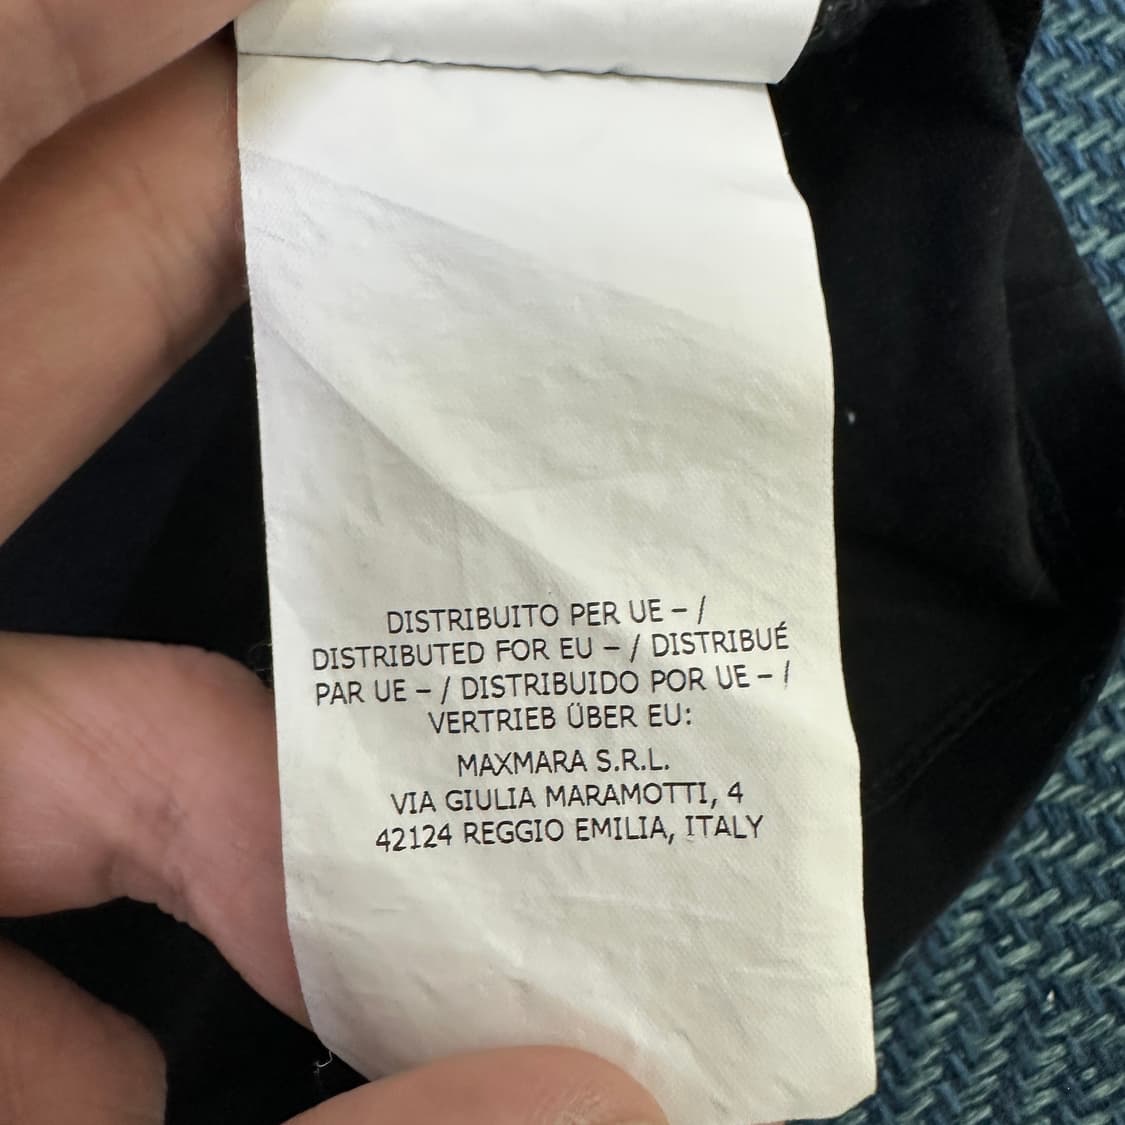 DISTRIBUITO PER UE – /
DISTRIBUTED FOR EU – / DISTRIBUÉ
PAR UE – / DISTRIBUIDO POR UE – /
VERTRIEB ÜBER EU:
MAXMARA S.R.L.
VIA GIULIA MARAMOTTI, 4
42124 REGGIO EMILIA, ITALY